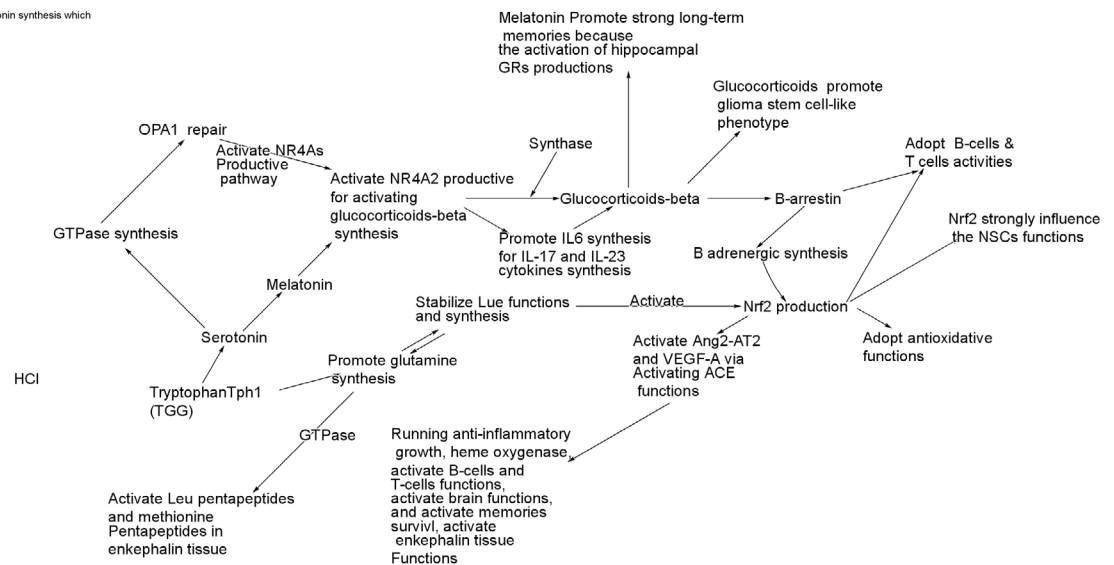 onin synthesis which
Melatonin Promote strong long-term
memories because
the activation of hippocampal
GRs productions
Glucocorticoids promote
glioma stem cell-like
phenotype
OPA1 repair
Activate NR4As
Productive
pathway
Synthase
Adopt B-cells &
T cells activities
Activate NR4A2 productive
for activating
glucocorticoids-beta
synthesis
Glucocorticoids-beta
B-arrestin
GTPase synthesis
Promote IL6 synthesis
for IL-17 and IL-23
cytokines synthesis
Nrf2 strongly influence
the NSCs functions
B adrenergic synthesis
Melatonin
Stabilize Lue functions
and synthesis
Activate
Nrf2 production
Serotonin
Activate Ang2-AT2
and VEGF-A via
Activating ACE
functions
Adopt antioxidative
functions
Promote glutamine
synthesis
HCl
TryptophanTph1
(TGG)
GTPase
Running anti-inflammatory
growth, heme oxygenase,
activate B-cells and
T-cells functions,
activate brain functions,
and activate memories
survivl, activate
enkephalin tissue
Functions
Activate Leu pentapeptides
and methionine
Pentapeptides in
enkephalin tissue